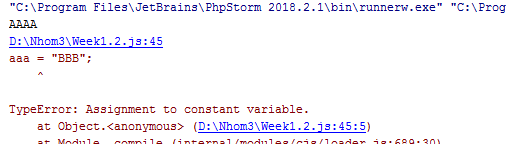 "C:\Program Files\JetBrains\PhpStorm 2018.2.1\bin\runnerw.exe" "C:\Prog
AAAA
D:\Nhom3\Week1.2.js:45
aaa = "BBB";
^
TypeError: Assignment to constant variable.
at Object.<anonymous> (D:\Nhom3\Week1.2.js:45:5)
at Module._compile (internal/modules/cjs/loader.js:689:30)